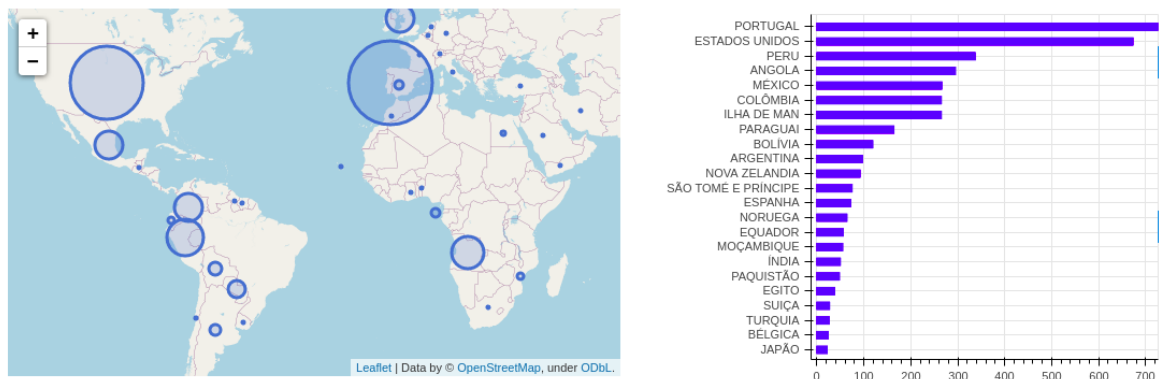 +
−
Leaflet | Data by © OpenStreetMap, under ODbL.
PORTUGAL
ESTADOS UNIDOS
PERU
ANGOLA
MÉXICO
COLÔMBIA
ILHA DE MAN
PARAGUAI
BOLÍVIA
ARGENTINA
NOVA ZELANDIA
SÃO TOMÉ E PRÍNCIPE
ESPANHA
NORUEGA
EQUADOR
MOÇAMBIQUE
ÍNDIA
PAQUISTÃO
EGITO
SUIÇA
TURQUIA
BÉLGICA
JAPÃO
0 100 200 300 400 500 600 700